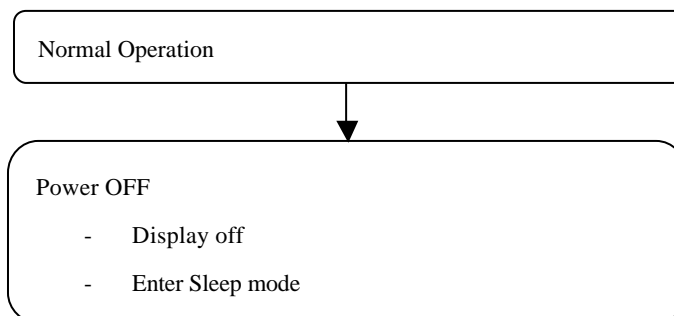 Normal Operation
Power OFF
- Display off
- Enter Sleep mode